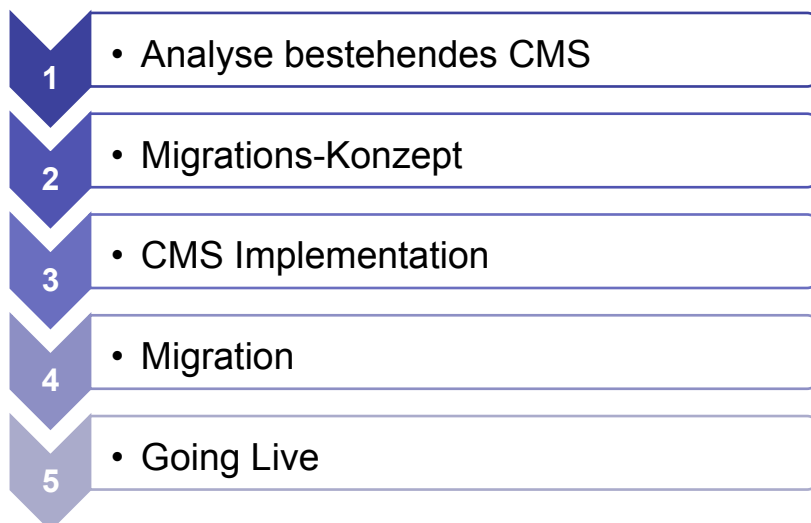 1
• Analyse bestehendes CMS
2
• Migrations-Konzept
3
• CMS Implementation
4
• Migration
5
• Going Live